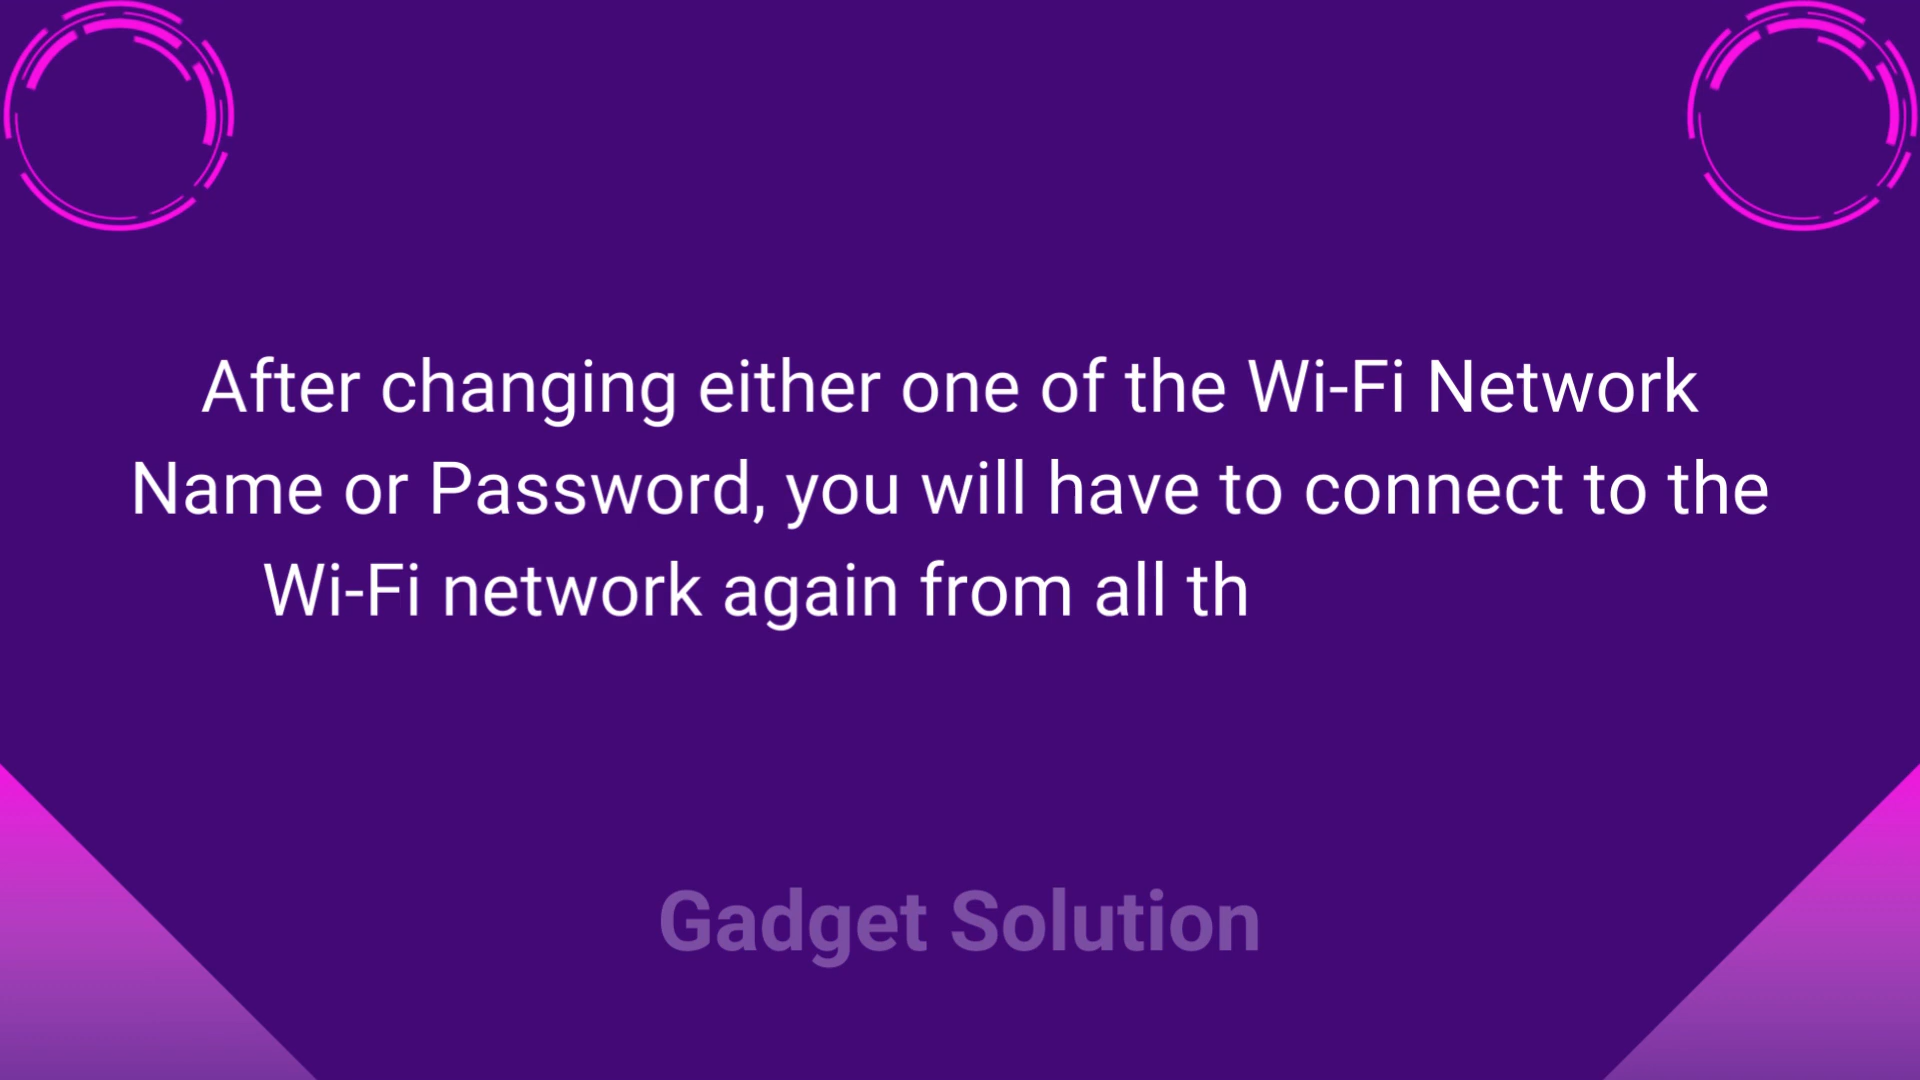 After changing either one of the Wi-Fi Network
Name or Password, you will have to connect to the
Wi-Fi network again from all th
Gadget Solution